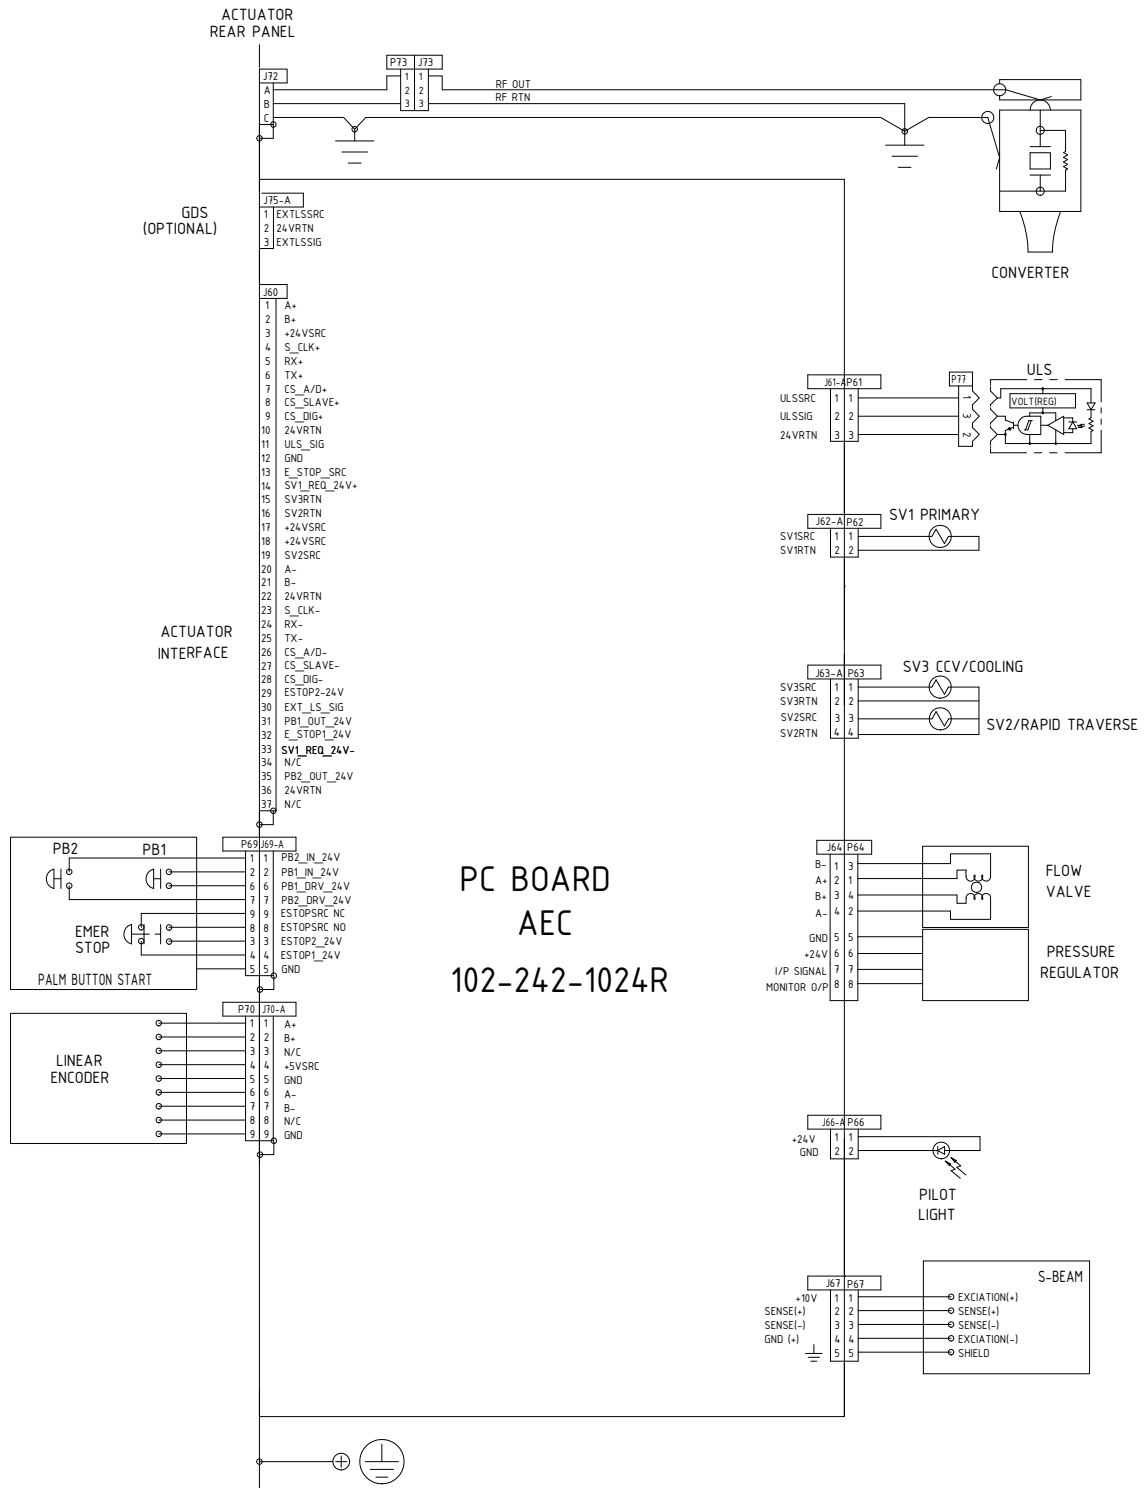 ACTUATOR
REAR PANEL
P73 J73
J72
1 1
A
2 2
RF OUT
B
3 3
RF RTN
C
GDS
(OPTIONAL)
J75-A
1 EXTLSSRC
2 24VRTN
3 EXTLSSIG
CONVERTER
ACTUATOR
INTERFACE
J60
1 A+
2 B+
3 +24VSRC
4 S_CLK+
5 RX+
6 TX+
7 CS_A/D+
8 CS_SLAVE+
9 CS_DIG+
10 24VRTN
11 ULS_SIG
12 GND
13 E_STOP_SRC
14 SV1_REQ_24V+
15 SV3RTN
16 SV2RTN
17 +24VSRC
18 +24VSRC
19 SV2SRC
20 A-
21 B-
22 24VRTN
23 S_CLK-
24 RX-
25 TX-
26 CS_A/D-
27 CS_SLAVE-
28 CS_DIG-
29 ESTOP2-24V
30 EXT_LS_SIG
31 PB1_OUT_24V
32 E_STOP1_24V
33 SV1_REQ_24V-
34 N/C
35 PB2_OUT_24V
36 24VRTN
37 N/C
PB2 PB1
EMER
STOP
PALM BUTTON START
P69 J69-A
1 1 PB2_IN_24V
2 2 PB1_IN_24V
6 6 PB1_DRV_24V
7 7 PB2_DRV_24V
9 9 ESTOPSRC NC
8 8 ESTOPSRC NO
3 3 ESTOP2_24V
4 4 ESTOP1_24V
5 5 GND
LINEAR
ENCODER
P70 J70-A
1 1 A+
2 2 B+
3 3 N/C
4 4 +5VSRC
5 5 GND
6 6 A-
7 7 B-
8 8 N/C
9 9 GND
PC BOARD
AEC
102-242-1024R
J61-A P61
ULSSRC 1 1
ULSSIG 2 2
24VRTN 3 3
P77
1
3
2
ULS
VOLT(REG)
J62-A P62
SV1SRC 1 1
SV1RTN 2 2
SV1 PRIMARY
J63-A P63
SV3SRC 1 1
SV3RTN 2 2
SV2SRC 3 3
SV2RTN 4 4
SV3 CCV/COOLING
SV2/RAPID TRAVERSE
J64 P64
B- 1 3
A+ 2 1
B+ 3 4
A- 4 2
GND 5 5
+24V 6 6
I/P SIGNAL 7 7
MONITOR O/P 8 8
FLOW
VALVE
PRESSURE
REGULATOR
J66-A P66
+24V 1 1
GND 2 2
PILOT
LIGHT
J67 P67
+10V 1 1
SENSE(+) 2 2
SENSE(-) 3 3
GND (+) 4 4
5 5
S-BEAM
EXCIATION(+)
SENSE(+)
SENSE(-)
EXCIATION(-)
SHIELD